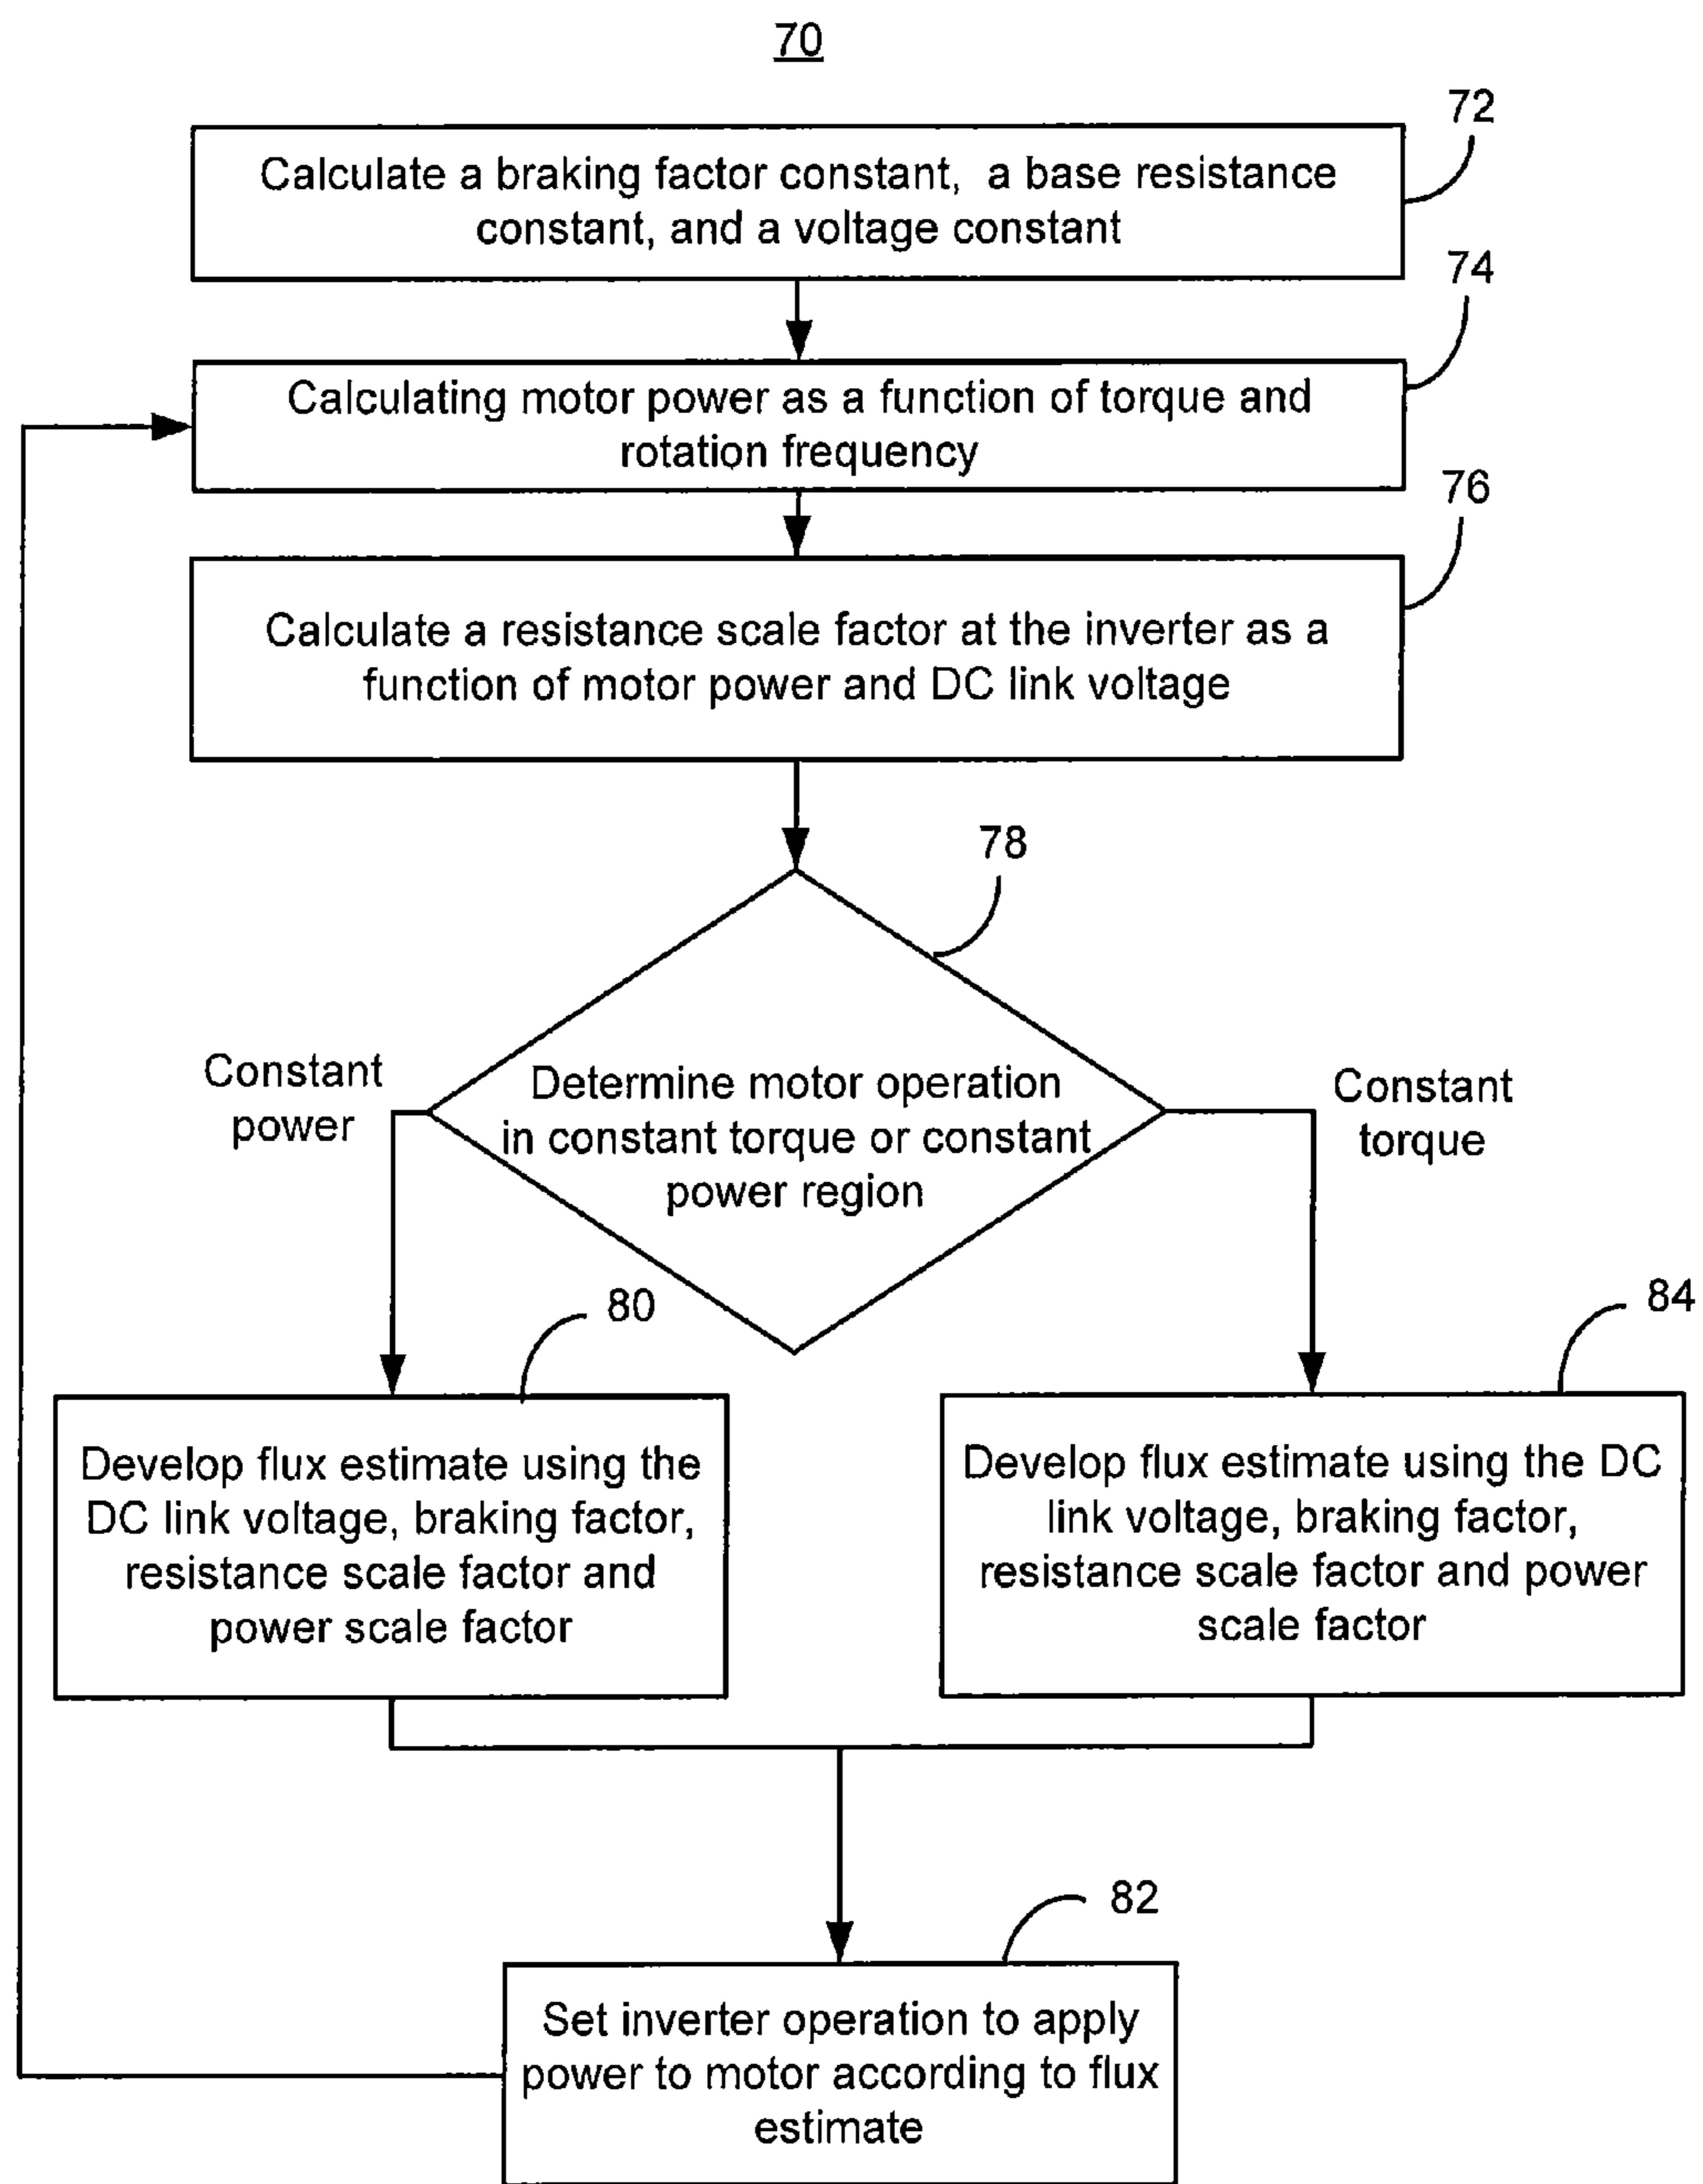 70
72
Calculate a braking factor constant, a base resistance
constant, and a voltage constant
74
Calculating motor power as a function of torque and
rotation frequency
76
Calculate a resistance scale factor at the inverter as a
function of motor power and DC link voltage
78
Constant
power
Determine motor operation
in constant torque or constant
power region
Constant
torque
80
Develop flux estimate using the
DC link voltage, braking factor,
resistance scale factor and
power scale factor
84
Develop flux estimate using the DC
link voltage, braking factor,
resistance scale factor and power
scale factor
82
Set inverter operation to apply
power to motor according to flux
estimate